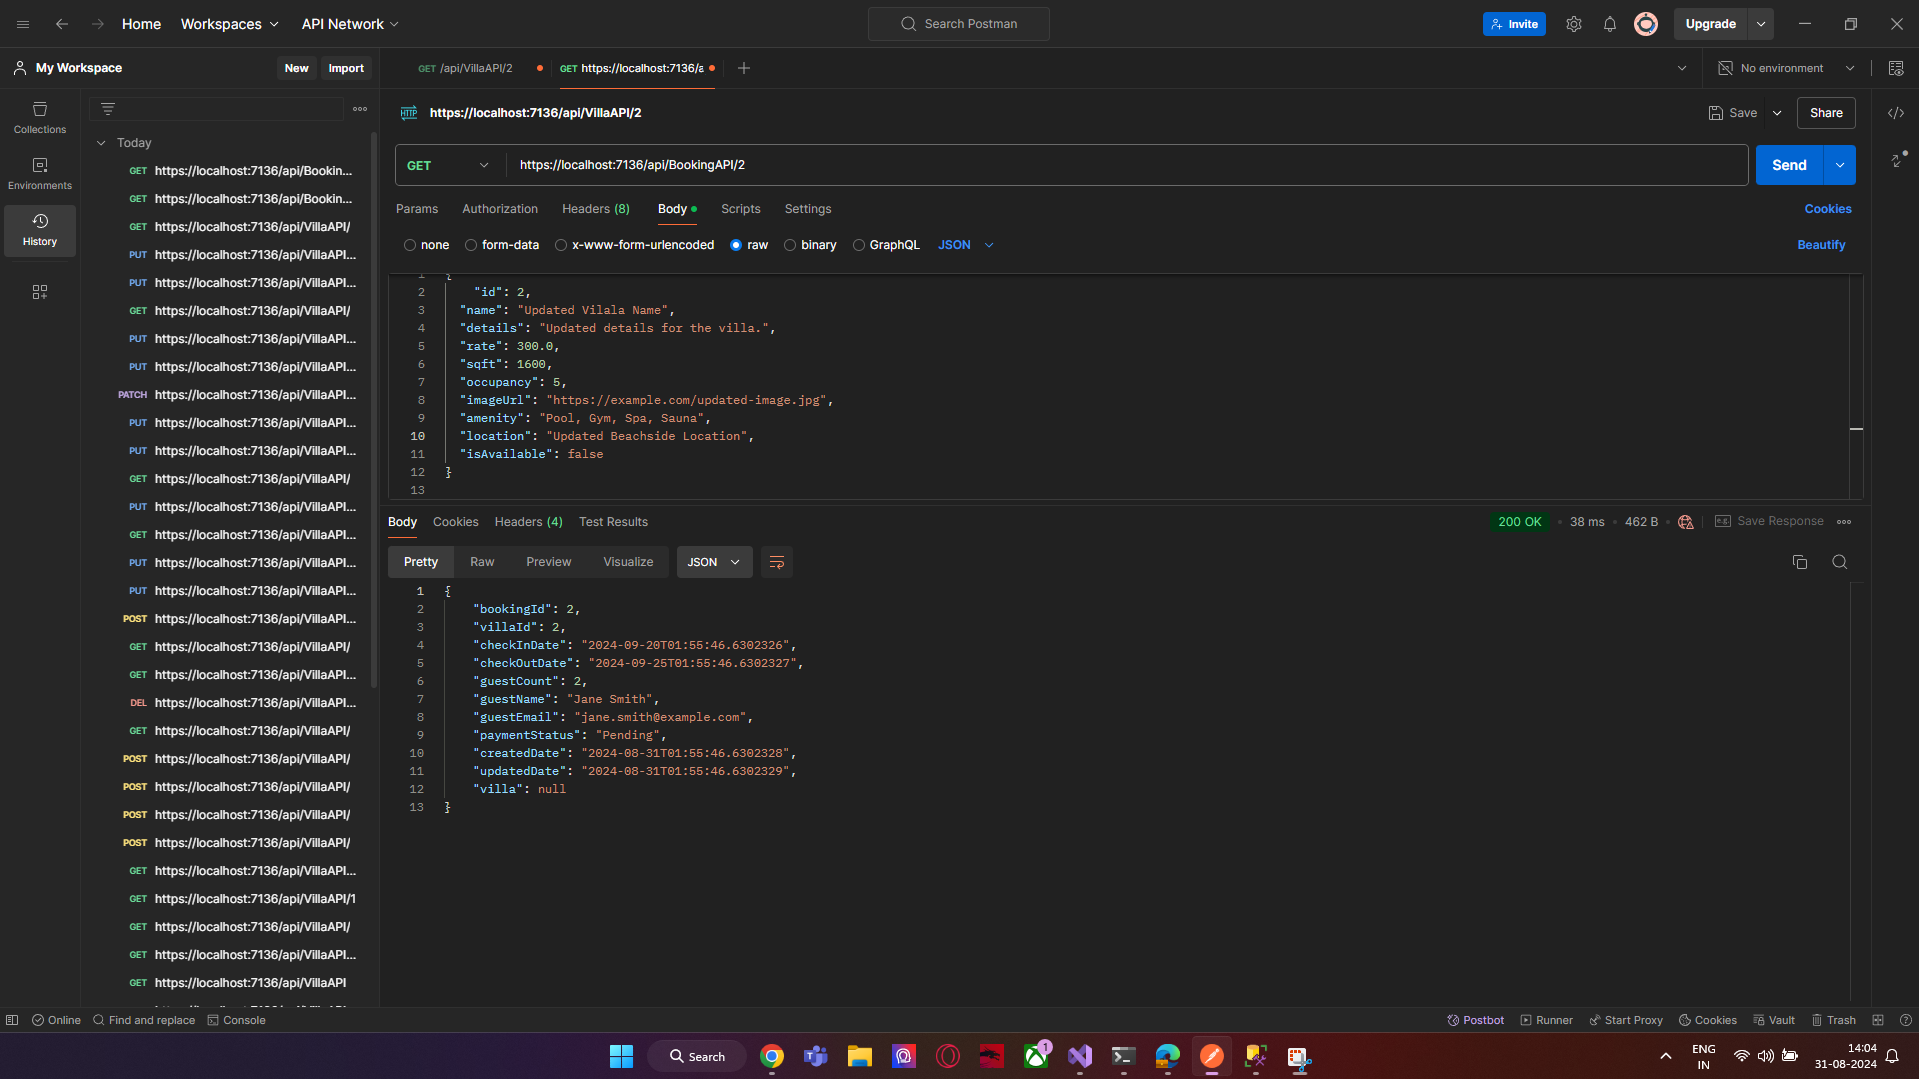 Home Workspaces API Network Search Postman Invite Upgrade
My Workspace New Import GET /api/VillaAPI/2 GET https://localhost:7136/a No environment
Collections
Environments
History
Today
GET https://localhost:7136/api/Bookin...
GET https://localhost:7136/api/Bookin...
GET https://localhost:7136/api/VillaAPI/
PUT https://localhost:7136/api/VillaAPI...
PUT https://localhost:7136/api/VillaAPI...
GET https://localhost:7136/api/VillaAPI/
PUT https://localhost:7136/api/VillaAPI...
PUT https://localhost:7136/api/VillaAPI...
PATCH https://localhost:7136/api/VillaAPI...
PUT https://localhost:7136/api/VillaAPI...
PUT https://localhost:7136/api/VillaAPI...
GET https://localhost:7136/api/VillaAPI/
PUT https://localhost:7136/api/VillaAPI...
GET https://localhost:7136/api/VillaAPI...
PUT https://localhost:7136/api/VillaAPI...
PUT https://localhost:7136/api/VillaAPI...
POST https://localhost:7136/api/VillaAPI...
GET https://localhost:7136/api/VillaAPI/
GET https://localhost:7136/api/VillaAPI...
DEL https://localhost:7136/api/VillaAPI...
GET https://localhost:7136/api/VillaAPI/
POST https://localhost:7136/api/VillaAPI/
POST https://localhost:7136/api/VillaAPI/
POST https://localhost:7136/api/VillaAPI/
POST https://localhost:7136/api/VillaAPI/
GET https://localhost:7136/api/VillaAPI...
GET https://localhost:7136/api/VillaAPI/1
GET https://localhost:7136/api/VillaAPI/
GET https://localhost:7136/api/VillaAPI...
GET https://localhost:7136/api/VillaAPI
HTTP https://localhost:7136/api/VillaAPI/2 Save Share
GET https://localhost:7136/api/BookingAPI/2 Send
Params Authorization Headers (8) Body Scripts Settings Cookies
none form-data x-www-form-urlencoded raw binary GraphQL JSON Beautify
1 {
2 "id": 2,
3 "name": "Updated Vilala Name",
4 "details": "Updated details for the villa.",
5 "rate": 300.0,
6 "sqft": 1600,
7 "occupancy": 5,
8 "imageUrl": "https://example.com/updated-image.jpg",
9 "amenity": "Pool, Gym, Spa, Sauna",
10 "location": "Updated Beachside Location",
11 "isAvailable": false
12 }
13
Body Cookies Headers (4) Test Results 200 OK 38 ms 462 B Save Response
Pretty Raw Preview Visualize JSON
1 {
2 "bookingId": 2,
3 "villaId": 2,
4 "checkInDate": "2024-09-20T01:55:46.6302326",
5 "checkOutDate": "2024-09-25T01:55:46.6302327",
6 "guestCount": 2,
7 "guestName": "Jane Smith",
8 "guestEmail": "jane.smith@example.com",
9 "paymentStatus": "Pending",
10 "createdDate": "2024-08-31T01:55:46.6302328",
11 "updatedDate": "2024-08-31T01:55:46.6302329",
12 "villa": null
13 }
Online Find and replace Console Postbot Runner Start Proxy Cookies Vault Trash
Search 1 ENG IN 14:04
31-08-2024